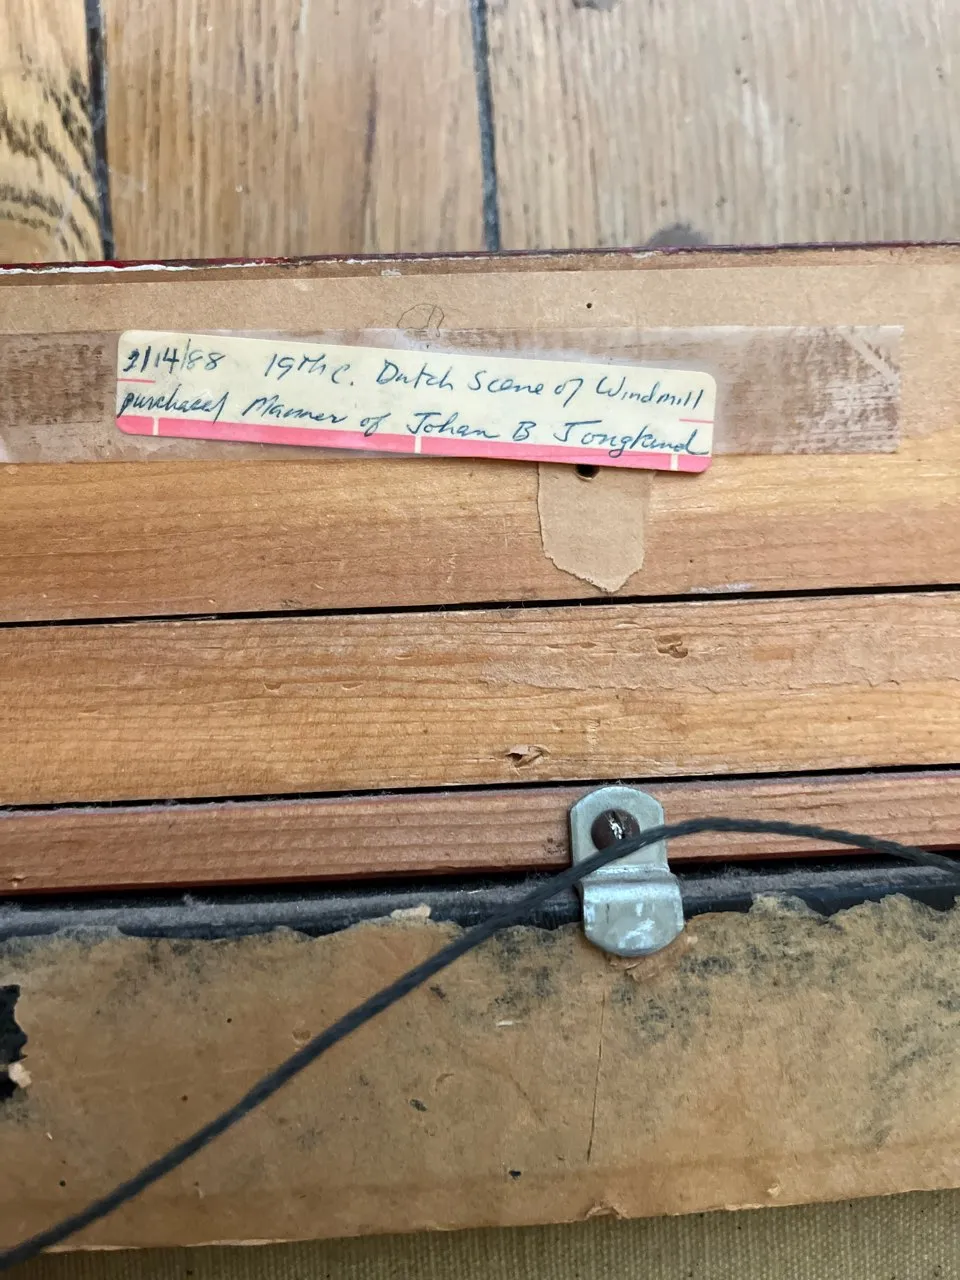 2/14/88 19th c. Dutch Scene of Windmill
purchased Manner of Johan B Jongkind